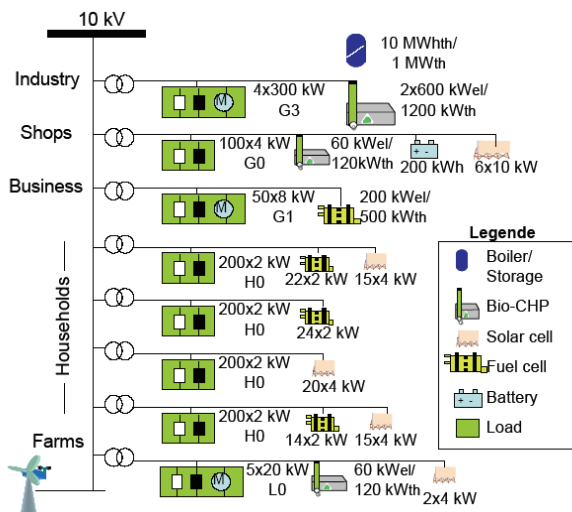 10 kV
10 MWhth/
1 MWth
Industry
4x300 kW
G3
2x600 kWel/
1200 kWth
M
Shops
100x4 kW
G0
60 kWel/
120kWth
+ -
200 kWh
6x10 kW
Business
M
50x8 kW
G1
200 kWel/
500 kWth
Households
200x2 kW
H0
22x2 kW
15x4 kW
200x2 kW
H0
24x2 kW
200x2 kW
H0
20x4 kW
200x2 kW
H0
14x2 kW
15x4 kW
Farms
M
5x20 kW
L0
60 kWel/
120 kWth
2x4 kW
Legende
Boiler/
Storage
Bio-CHP
Solar cell
Fuel cell
+ -
Battery
Load